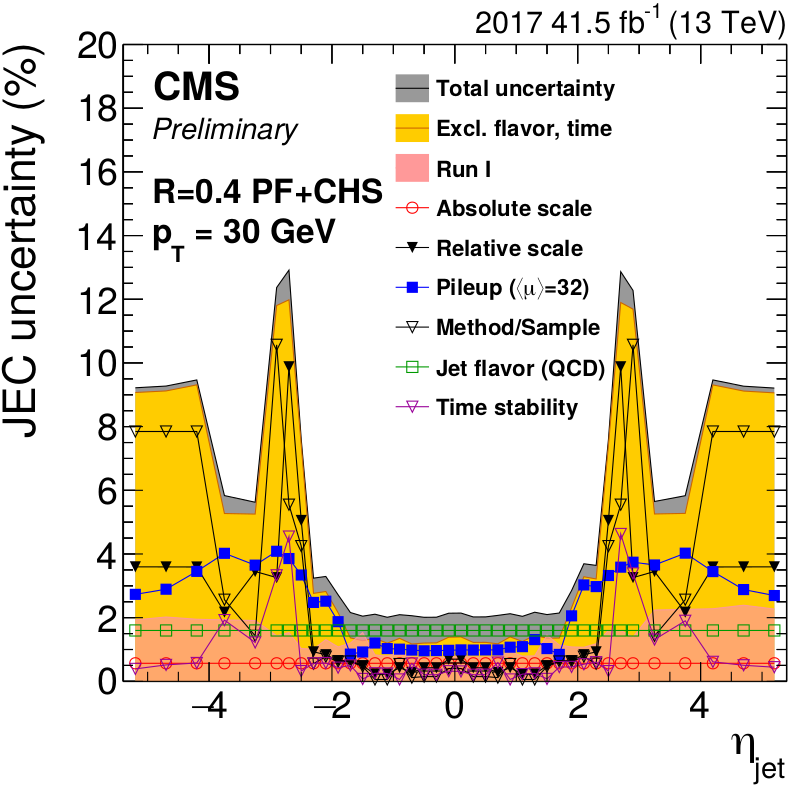 2017 41.5 fb⁻¹ (13 TeV)
JEC uncertainty (%)
20
18
16
14
12
10
8
6
4
2
0
CMS
Preliminary
R=0.4 PF+CHS
p_T = 30 GeV
Total uncertainty
Excl. flavor, time
Run I
Absolute scale
Relative scale
Pileup (⟨μ⟩=32)
Method/Sample
Jet flavor (QCD)
Time stability
−4 −2 0 2 4
η_jet